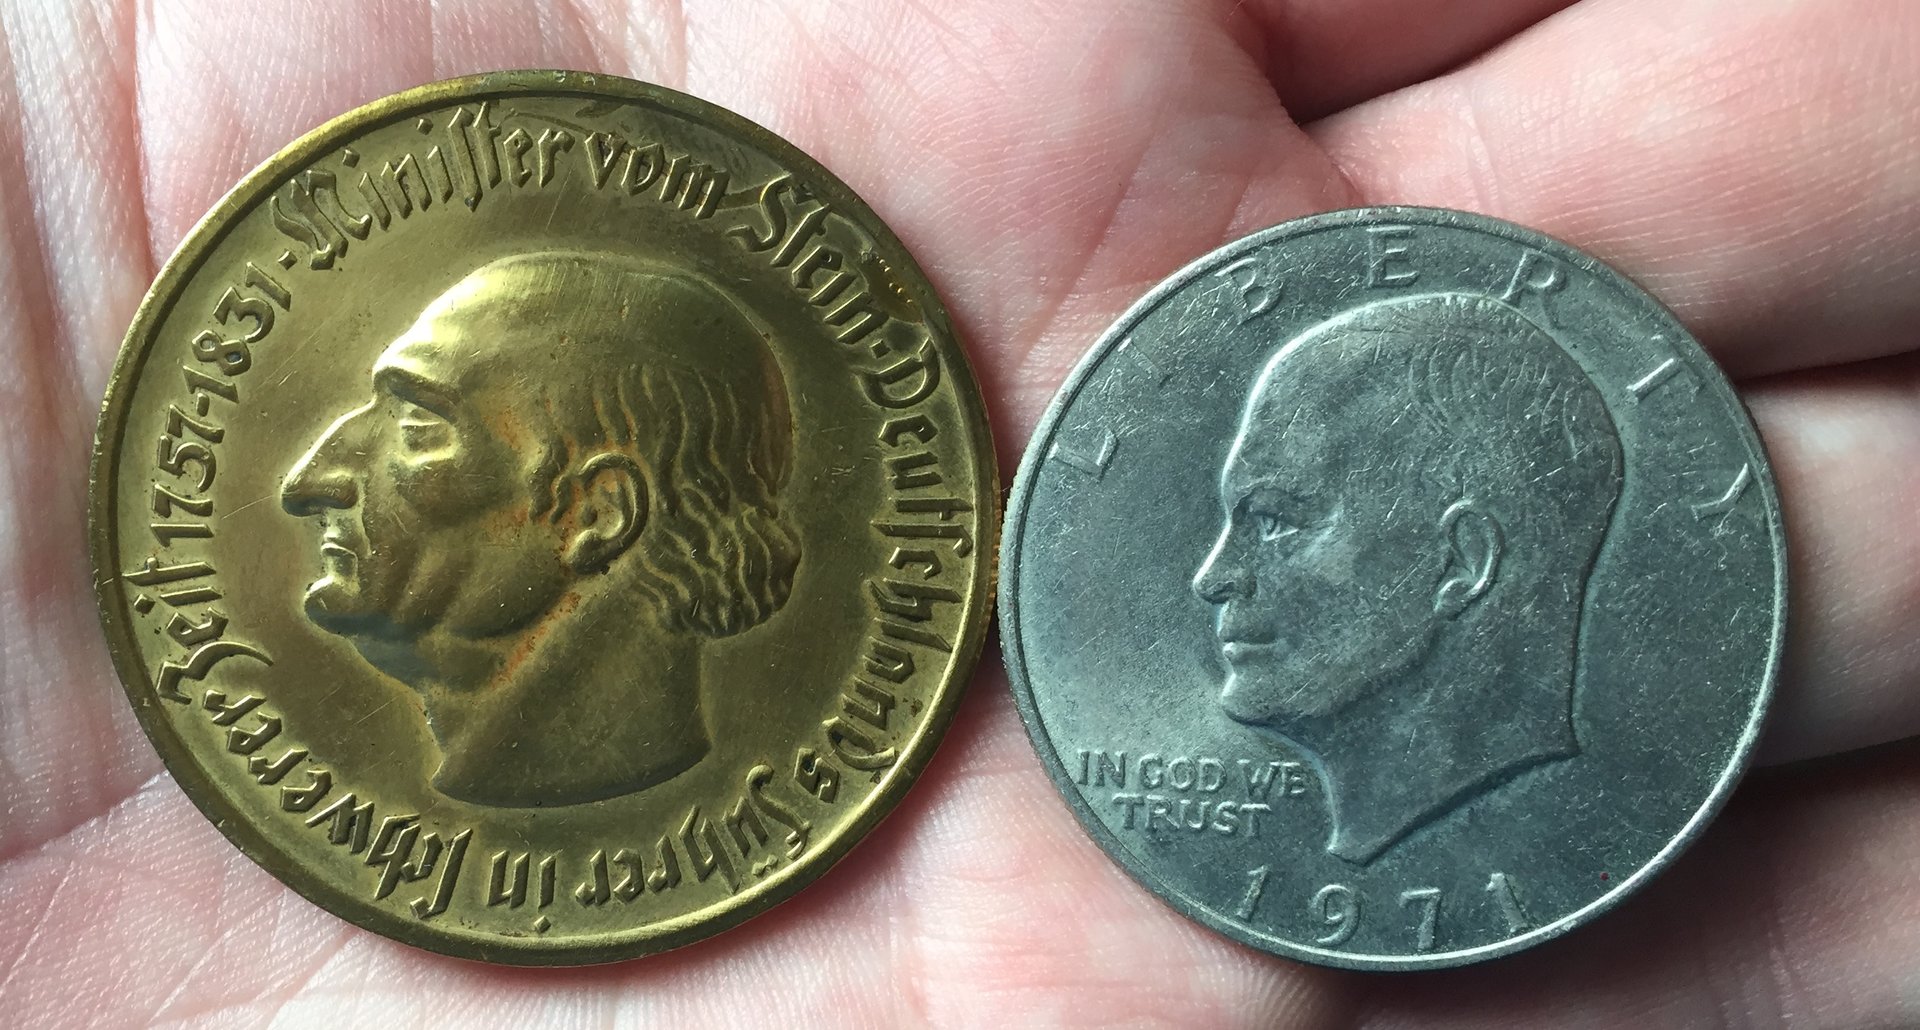 Miniſter vom Stein·Deutſchlands Führer in ſchwerer Zeit 1757-1831·
LIBERTY
IN GOD WE
TRUST
1971